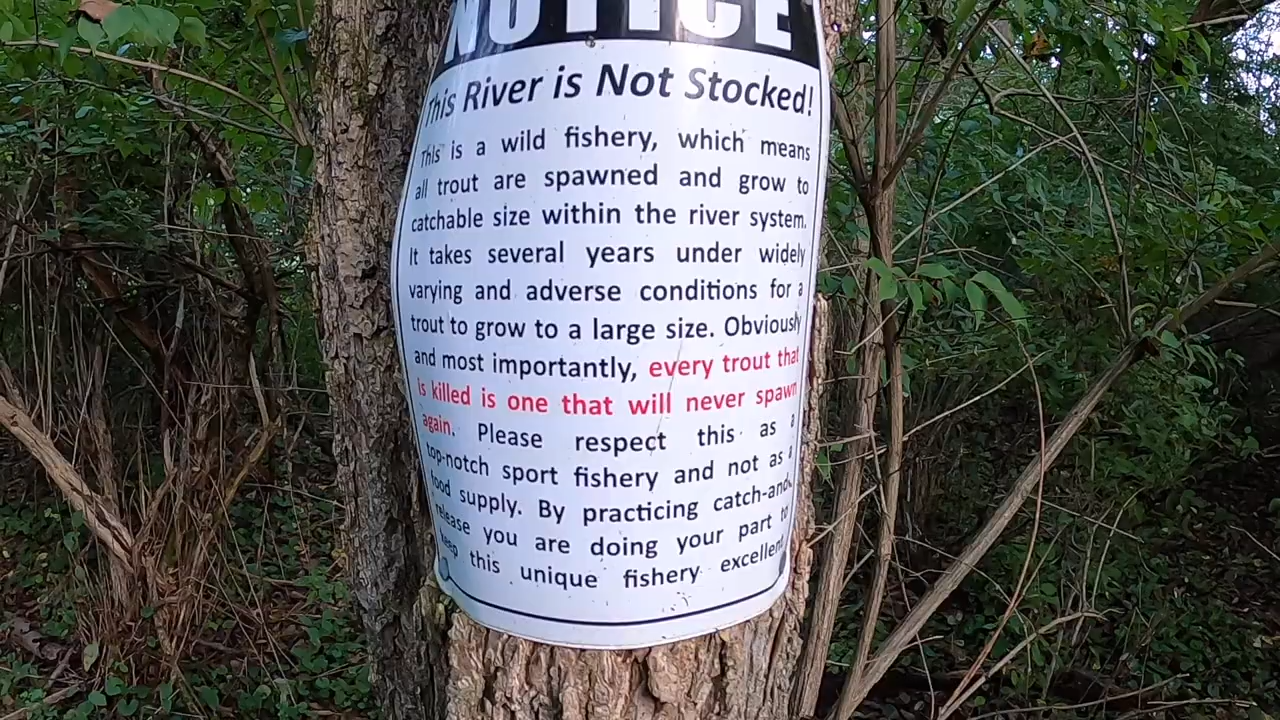 NOTICE
This River is Not Stocked!
This is a wild fishery, which means
all trout are spawned and grow to
catchable size within the river system.
It takes several years under widely
varying and adverse conditions for a
trout to grow to a large size. Obviously
and most importantly, every trout that
is killed is one that will never spawn
again. Please respect this as a
top-notch sport fishery and not as a
food supply. By practicing catch-and-
release you are doing your part to
keep this unique fishery excellent